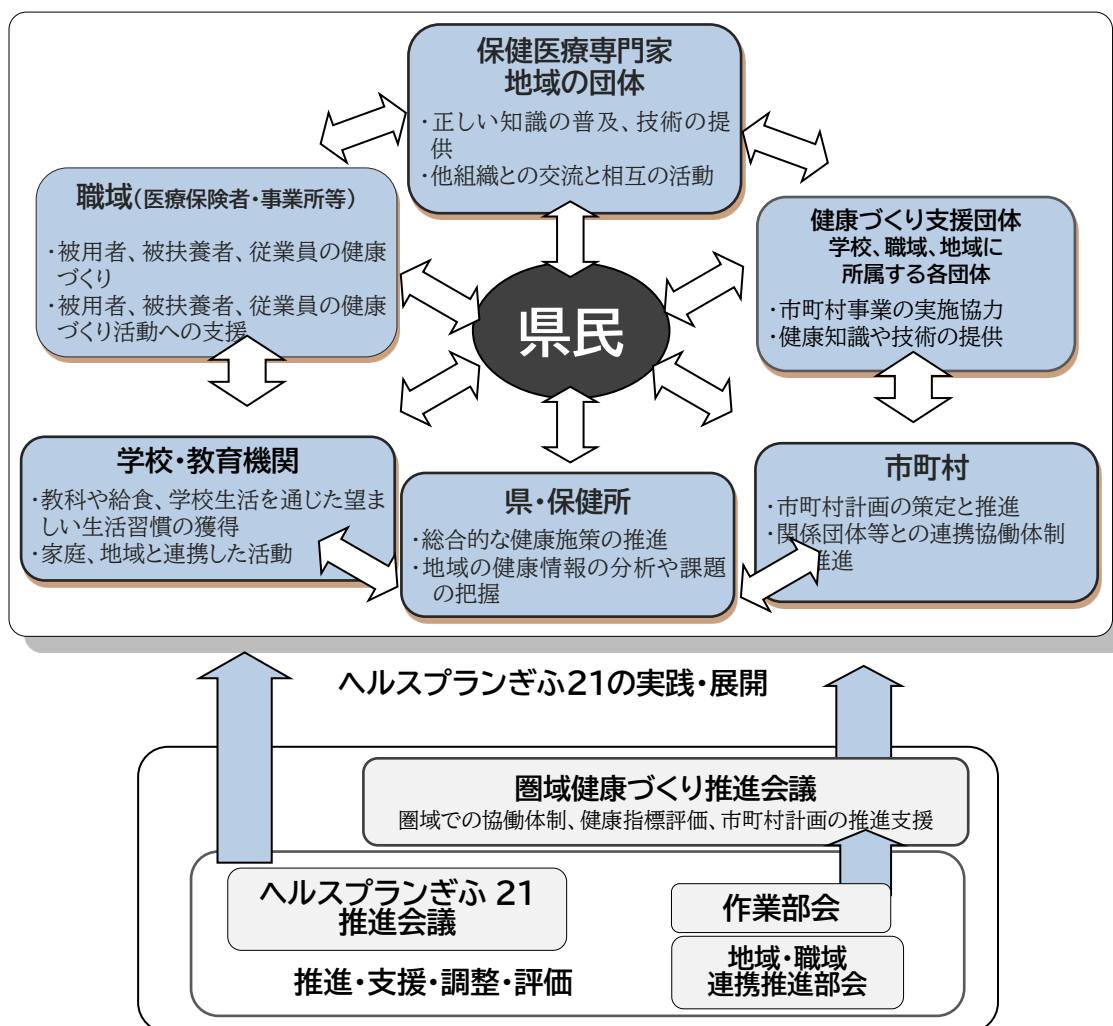 保健医療専門家
地域の団体
・正しい知識の普及、技術の提
供
・他組織との交流と相互の活動
職域(医療保険者・事業所等)
・被用者、被扶養者、従業員の健康
づくり
・被用者、被扶養者、従業員の健康
づくり活動への支援
健康づくり支援団体
学校、職域、地域に
所属する各団体
・市町村事業の実施協力
・健康知識や技術の提供
県民
学校・教育機関
・教科や給食、学校生活を通じた望ま
しい生活習慣の獲得
・家庭、地域と連携した活動
県・保健所
・総合的な健康施策の推進
・地域の健康情報の分析や課題
の把握
市町村
・市町村計画の策定と推進
・関係団体等との連携協働体制
推進
ヘルスプランぎふ21の実践・展開
圏域健康づくり推進会議
圏域での協働体制、健康指標評価、市町村計画の推進支援
ヘルスプランぎふ 21
推進会議
作業部会
地域・職域
連携推進部会
推進・支援・調整・評価